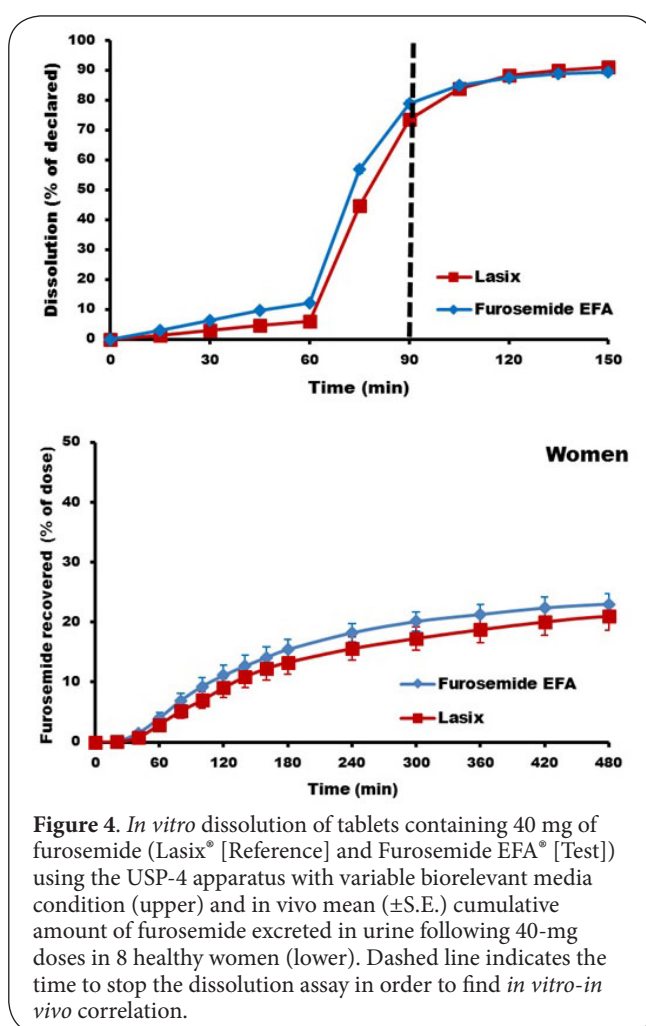 100
90
80
70
60
50
40
30
20
10
0
Dissolution (% of declared)
Lasix
Furosemide EFA
0 30 60 90 120 150
Time (min)
50
40
30
20
10
0
Furosemide recovered (% of dose)
Women
Furosemide EFA
Lasix
0 60 120 180 240 300 360 420 480
Time (min)
Figure 4. In vitro dissolution of tablets containing 40 mg of
furosemide (Lasix® [Reference] and Furosemide EFA® [Test])
using the USP-4 apparatus with variable biorelevant media
condition (upper) and in vivo mean (±S.E.) cumulative
amount of furosemide excreted in urine following 40-mg
doses in 8 healthy women (lower). Dashed line indicates the
time to stop the dissolution assay in order to find in vitro-in
vivo correlation.